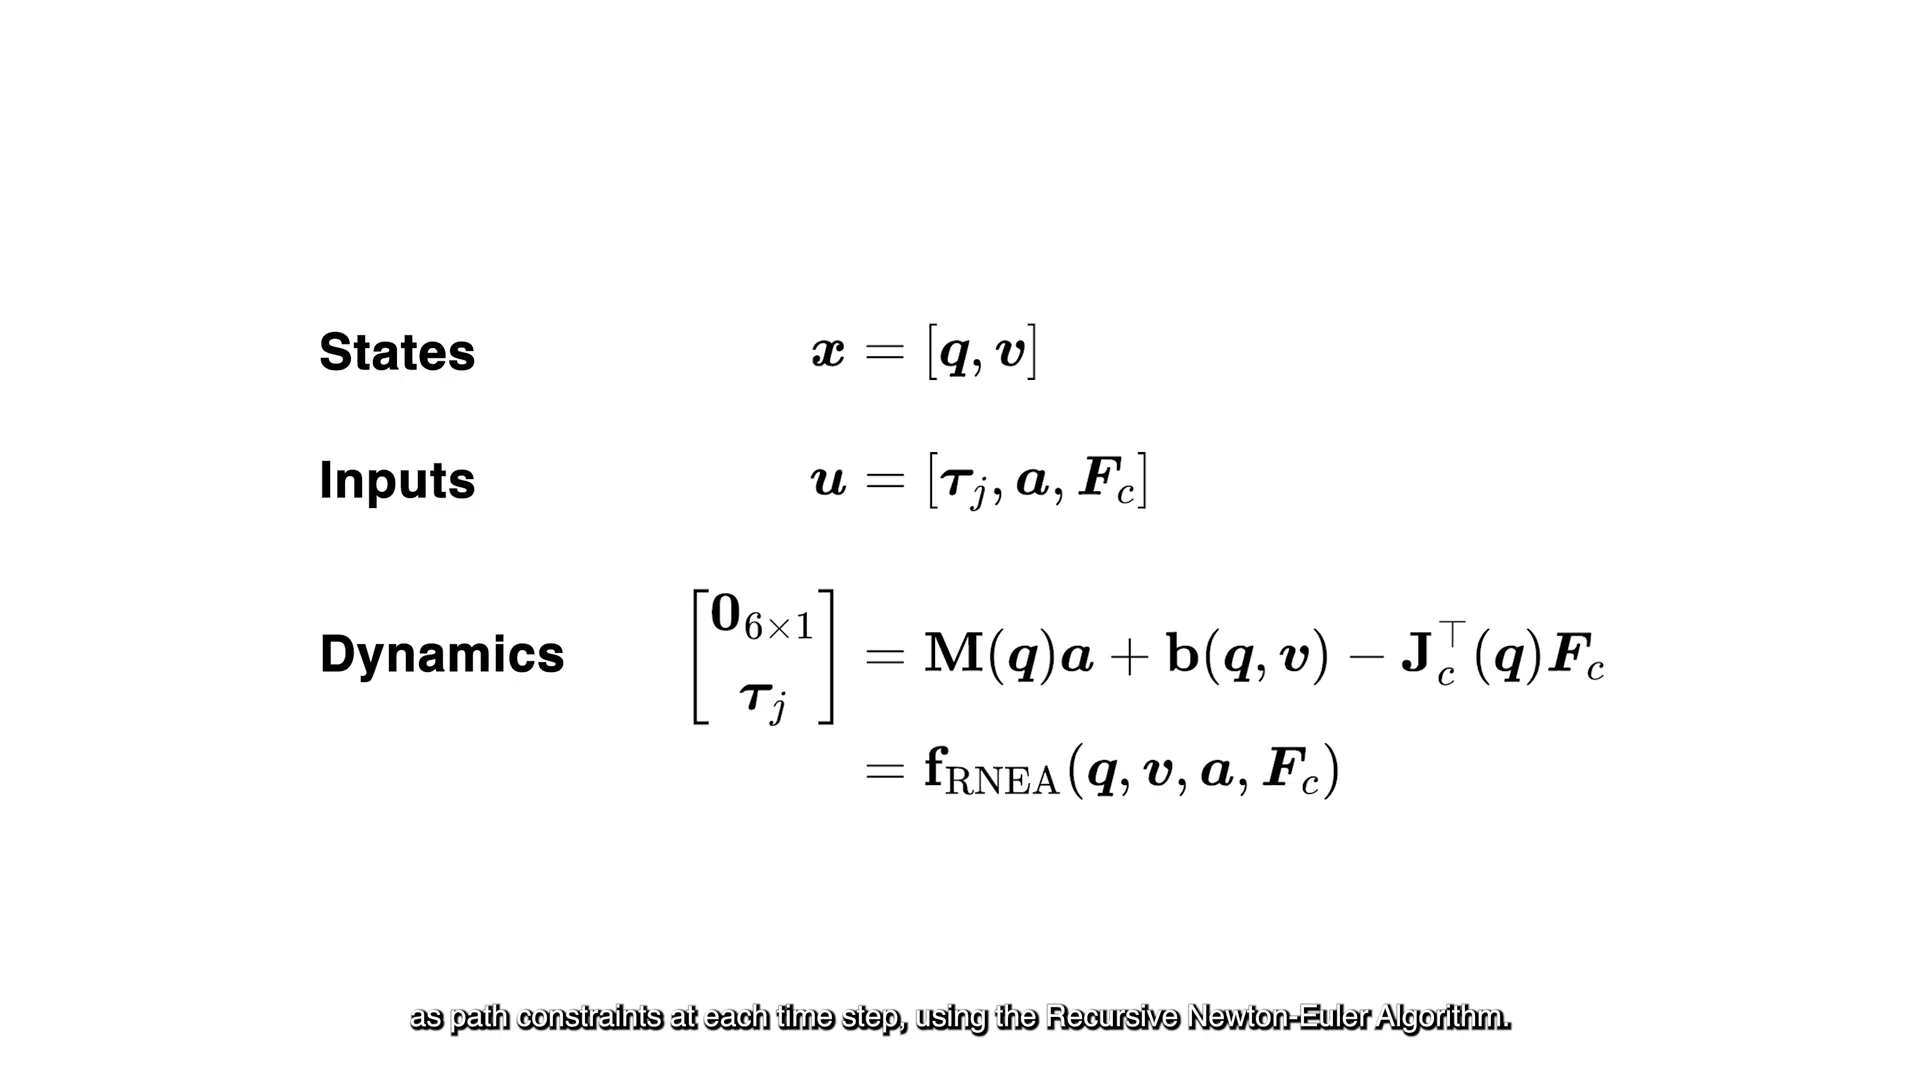 States x = [q, v]
Inputs u = [τ_j, a, F_c]
Dynamics [0_{6×1} τ_j] = M(q)a + b(q, v) − J_c^⊤(q)F_c
= f_RNEA(q, v, a, F_c)
as path constraints at each time step, using the Recursive Newton-Euler Algorithm.